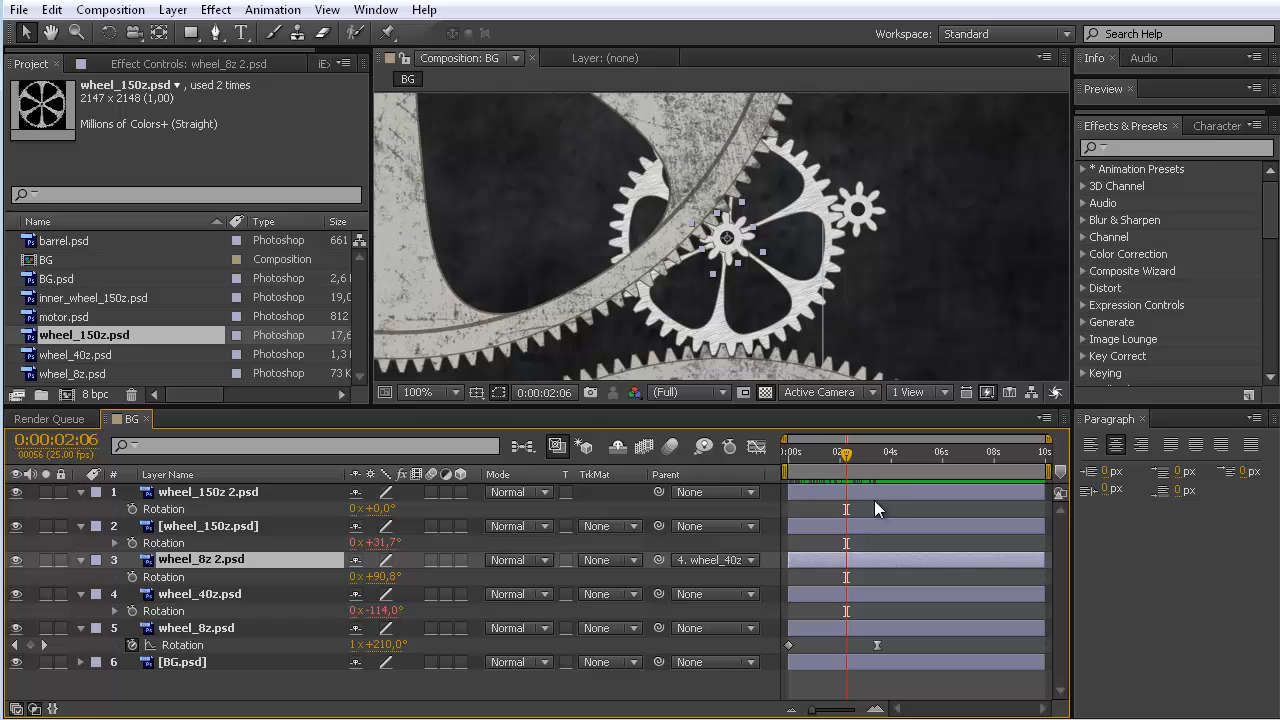 File Edit Composition Layer Effect Animation View Window Help
Workspace: Standard Search Help
Project Effect Controls: wheel_8z 2.psd Composition: BG Layer: (none) Info Audio
wheel_150z.psd , used 2 times BG
2147 x 2148 (1,00) Preview
Millions of Colors+ (Straight)
Effects & Presets Character
* Animation Presets
3D Channel
Audio
Blur & Sharpen
Channel
Color Correction
Composite Wizard
Distort
Expression Controls
Generate
Image Lounge
Key Correct
Keying
Name Type Size
barrel.psd Photoshop 661
BG Composition
BG.psd Photoshop 2,6
inner_wheel_150z.psd Photoshop 19,0
motor.psd Photoshop 812
wheel_150z.psd Photoshop 17,6
wheel_40z.psd Photoshop 1,3
wheel_8z.psd Photoshop 73 K
8 bpc 100% 0:00:02:06 (Full) Active Camera 1 View
Render Queue BG Paragraph
0:00:02:06
00056 (25.00 fps)
:00s 04s 06s 08s 10s
# Layer Name Mode T TrkMat Parent
1 wheel_150z 2.psd Normal None
Rotation 0 x +0,0°
2 [wheel_150z.psd] Normal None None
Rotation 0 x +31,7°
3 wheel_8z 2.psd Normal None 4. wheel_40z
Rotation 0 x +90,8°
4 wheel_40z.psd Normal None None
Rotation 0 x -114,0°
5 wheel_8z.psd Normal None None
Rotation 1 x +210,0°
6 [BG.psd] Normal None None
0 px 0 px 0 px
0 px 0 px